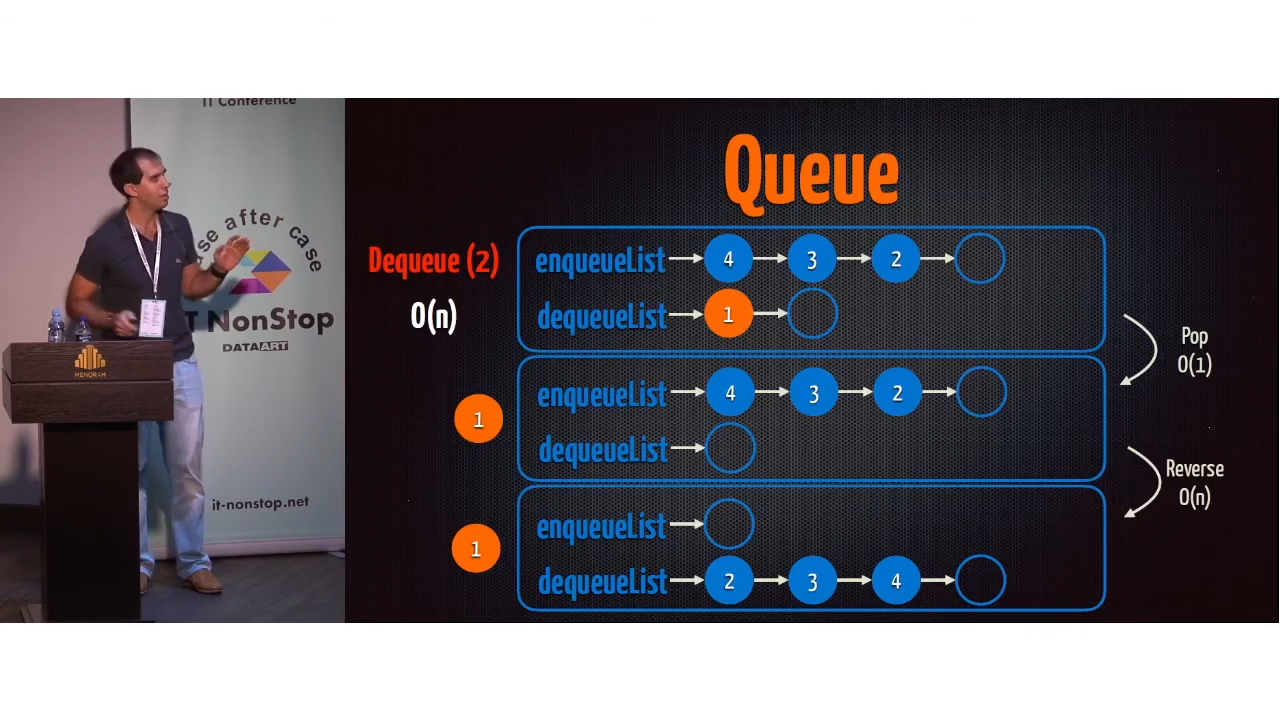 IT Conference
se after case
T NonStop
DATAART
MENORAH
it-nonstop.net
Queue
Dequeue (2)
O(n)
enqueueList 4 3 2
dequeueList 1
Pop
O(1)
1
enqueueList 4 3 2
dequeueList
Reverse
O(n)
1
enqueueList
dequeueList 2 3 4